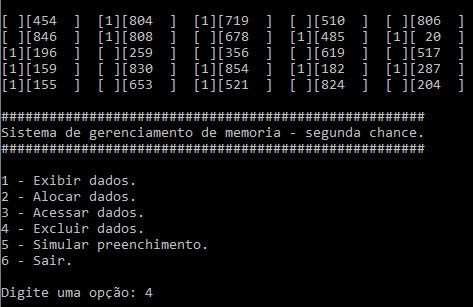 [ ][454  ]  [1][804  ]  [1][719  ]  [ ][510  ]  [ ][806  ]
[ ][846  ]  [1][808  ]  [ ][678  ]  [1][485  ]  [1][ 20  ]
[1][196  ]  [ ][259  ]  [ ][356  ]  [ ][619  ]  [ ][517  ]
[1][159  ]  [ ][830  ]  [1][854  ]  [1][182  ]  [1][287  ]
[1][155  ]  [ ][653  ]  [1][521  ]  [ ][824  ]  [ ][204  ]
#####################################################
Sistema de gerenciamento de memoria - segunda chance.
#####################################################
1 - Exibir dados.
2 - Alocar dados.
3 - Acessar dados.
4 - Excluir dados.
5 - Simular preenchimento.
6 - Sair.
Digite uma opção: 4